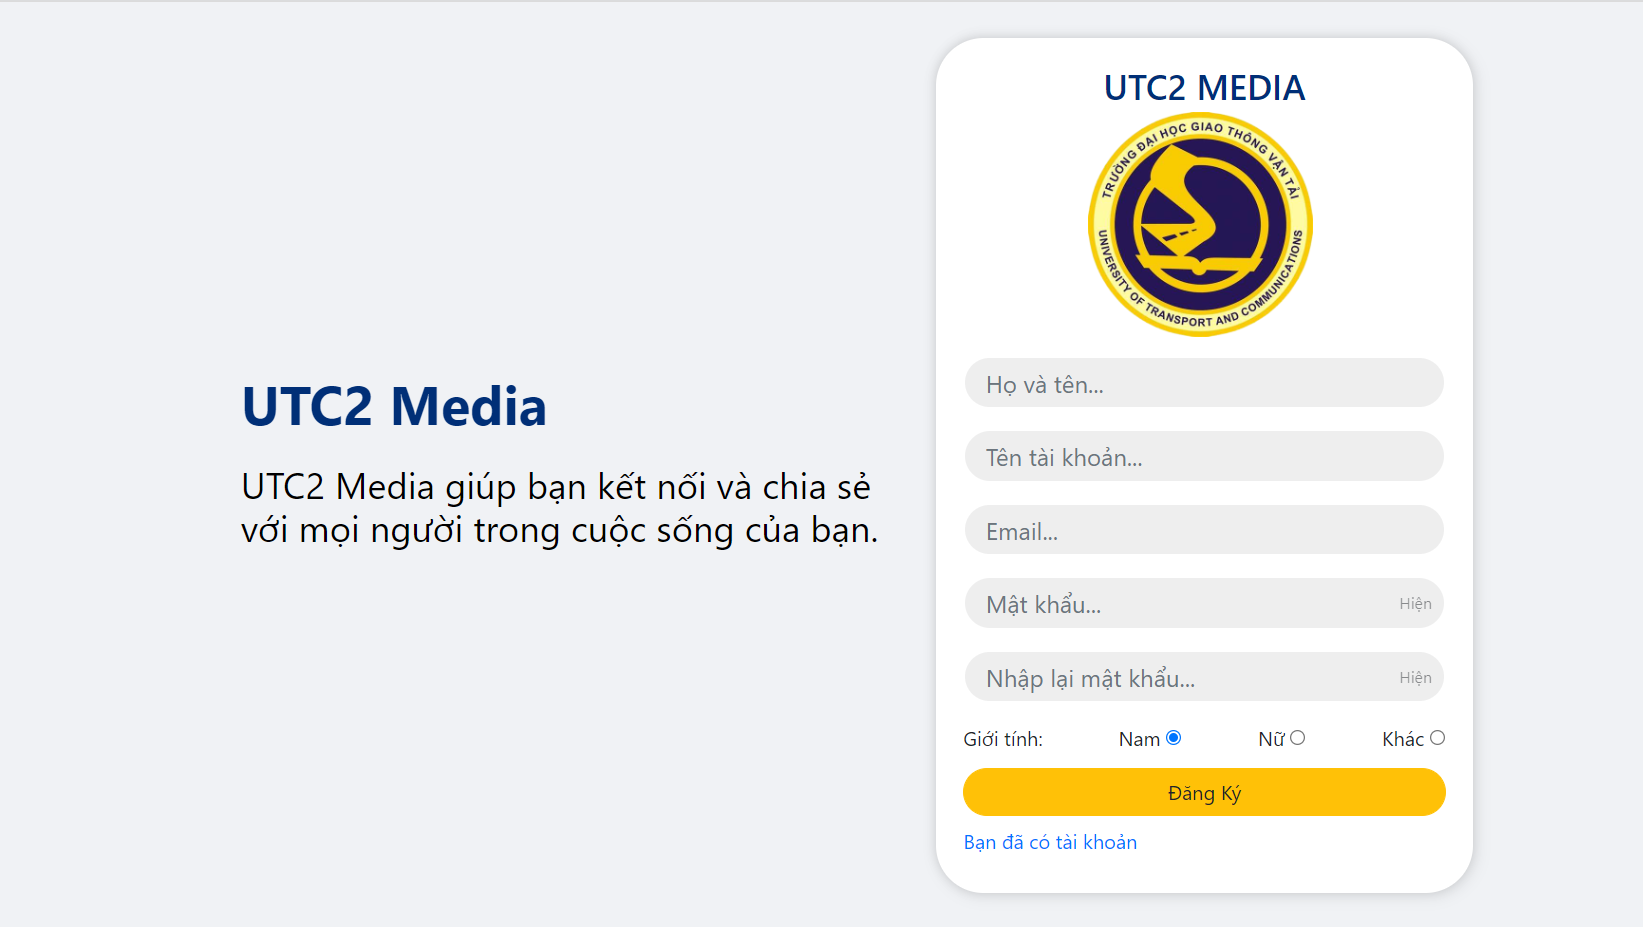 UTC2 Media
UTC2 Media giúp bạn kết nối và chia sẻ
với mọi người trong cuộc sống của bạn.
UTC2 MEDIA
TRƯỜNG ĐẠI HỌC GIAO THÔNG VẬN TẢI
UNIVERSITY OF TRANSPORT AND COMMUNICATIONS
Họ và tên...
Tên tài khoản...
Email...
Mật khẩu... Hiện
Nhập lại mật khẩu... Hiện
Giới tính: Nam Nữ Khác
Đăng Ký
Bạn đã có tài khoản